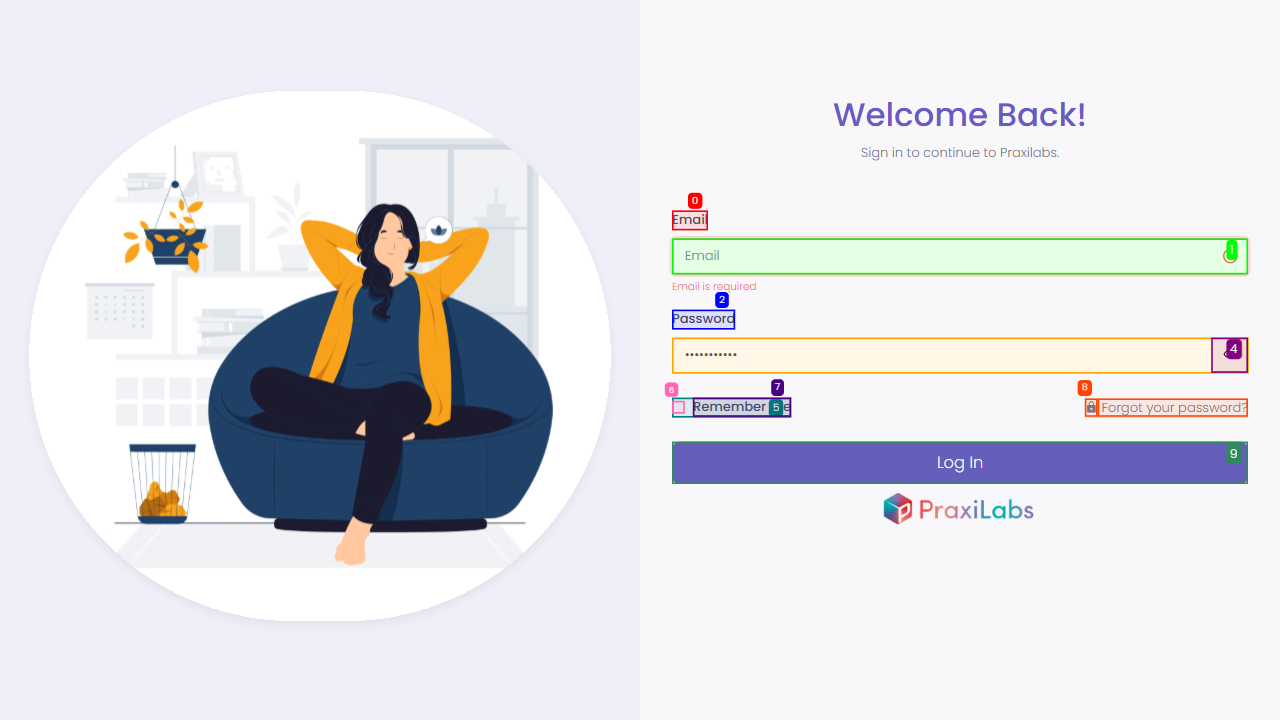 Welcome Back!
Sign in to continue to Praxilabs.
0
Email
Email
1
Email is required
2
Password
•••••••••••
4
6
7
Remember
5
e
8
Forgot your password?
Log In
9
PraxiLabs